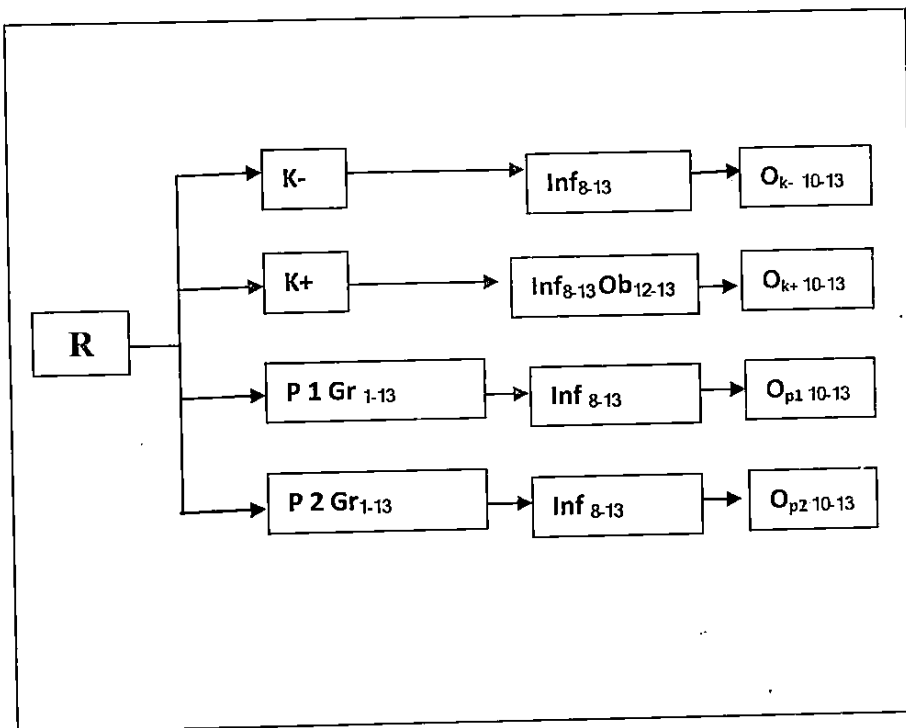 K- Inf₈₋₁₃ Oₖ₋ ₁₀₋₁₃
K+ Inf₈₋₁₃Ob₁₂₋₁₃ Oₖ₊ ₁₀₋₁₃
R
P 1 Gr ₁₋₁₃ Inf ₈₋₁₃ Oₚ₁ ₁₀₋₁₃
P 2 Gr₁₋₁₃ Inf ₈₋₁₃ Oₚ₂ ₁₀₋₁₃